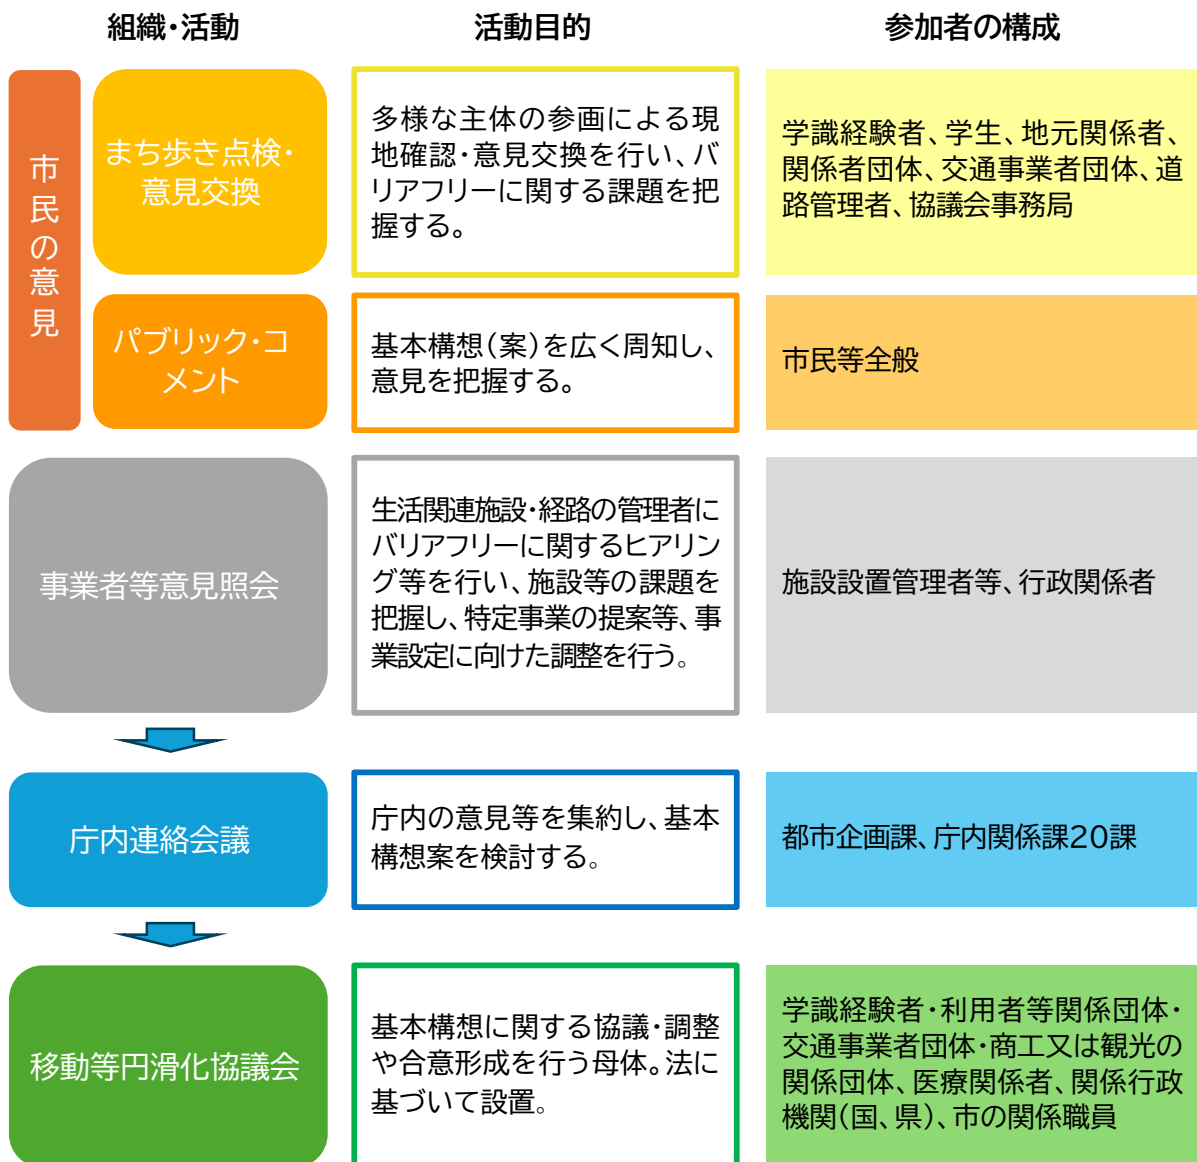 組織・活動
活動目的
参加者の構成
市民の意見
まち歩き点検・
意見交換
多様な主体の参画による現
地確認・意見交換を行い、バ
リアフリーに関する課題を把
握する。
学識経験者、学生、地元関係者、
関係者団体、交通事業者団体、道
路管理者、協議会事務局
パブリック・コ
メント
基本構想(案)を広く周知し、
意見を把握する。
市民等全般
事業者等意見照会
生活関連施設・経路の管理者に
バリアフリーに関するヒアリン
グ等を行い、施設等の課題を
把握し、特定事業の提案等、事
業設定に向けた調整を行う。
施設設置管理者等、行政関係者
庁内連絡会議
庁内の意見等を集約し、基本
構想案を検討する。
都市企画課、庁内関係課20課
移動等円滑化協議会
基本構想に関する協議・調整
や合意形成を行う母体。法に
基づいて設置。
学識経験者・利用者等関係団体・
交通事業者団体・商工又は観光の
関係団体、医療関係者、関係行政
機関(国、県)、市の関係職員